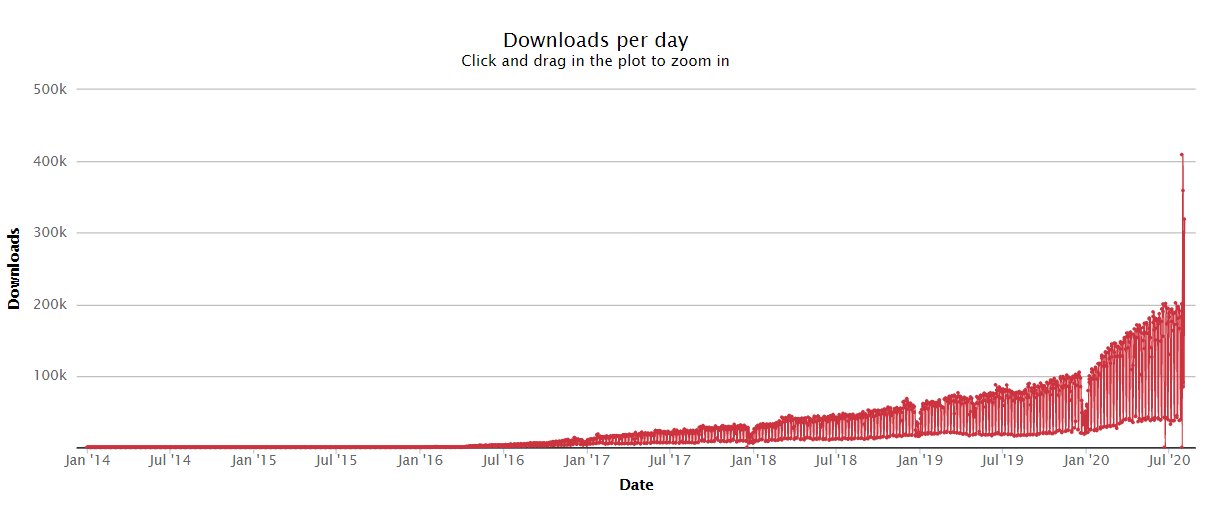 Downloads per day
Click and drag in the plot to zoom in
500k
400k
300k
200k
100k
Downloads
Jan '14 Jul '14 Jan '15 Jul '15 Jan '16 Jul '16 Jan '17 Jul '17 Jan '18 Jul '18 Jan '19 Jul '19 Jan '20 Jul '20
Date